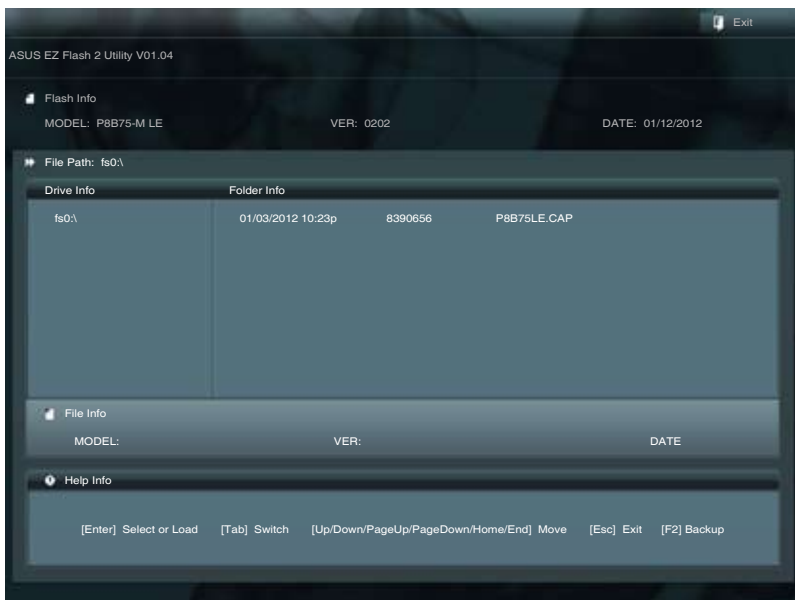 Exit
ASUS EZ Flash 2 Utility V01.04
Flash Info
MODEL: P8B75-M LE VER: 0202 DATE: 01/12/2012
File Path: fs0:\
Drive Info Folder Info
fs0:\ 01/03/2012 10:23p 8390656 P8B75LE.CAP
File Info
MODEL: VER: DATE
Help Info
[Enter] Select or Load [Tab] Switch [Up/Down/PageUp/PageDown/Home/End] Move [Esc] Exit [F2] Backup